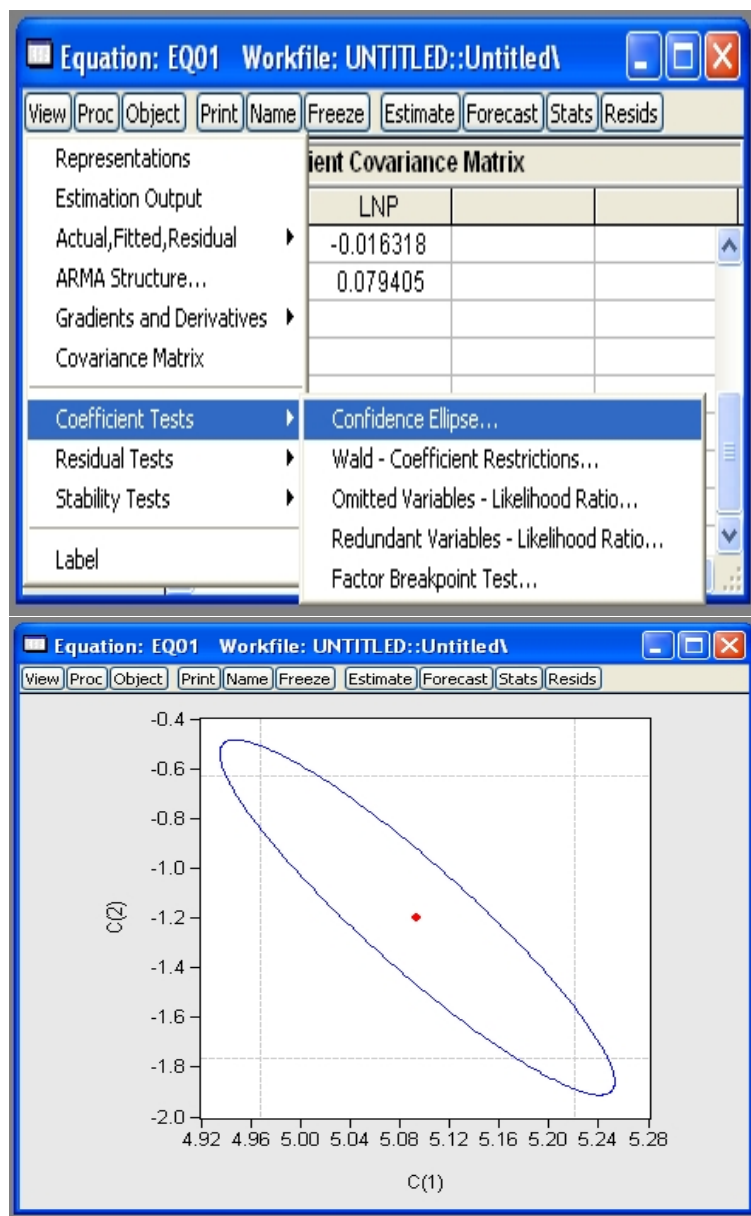 Equation: EQ01 Workfile: UNTITLED::Untitled\
View Proc Object Print Name Freeze Estimate Forecast Stats Resids
Representations
Estimation Output
Actual,Fitted,Residual
ARMA Structure...
Gradients and Derivatives
Covariance Matrix
Coefficient Tests
Residual Tests
Stability Tests
Label
ient Covariance Matrix
LNP
-0.016318
0.079405
Confidence Ellipse...
Wald - Coefficient Restrictions...
Omitted Variables - Likelihood Ratio...
Redundant Variables - Likelihood Ratio...
Factor Breakpoint Test...
Equation: EQ01 Workfile: UNTITLED::Untitled\
View Proc Object Print Name Freeze Estimate Forecast Stats Resids
-0.4
-0.6
-0.8
-1.0
-1.2
-1.4
-1.6
-1.8
-2.0
C(2)
4.92 4.96 5.00 5.04 5.08 5.12 5.16 5.20 5.24 5.28
C(1)